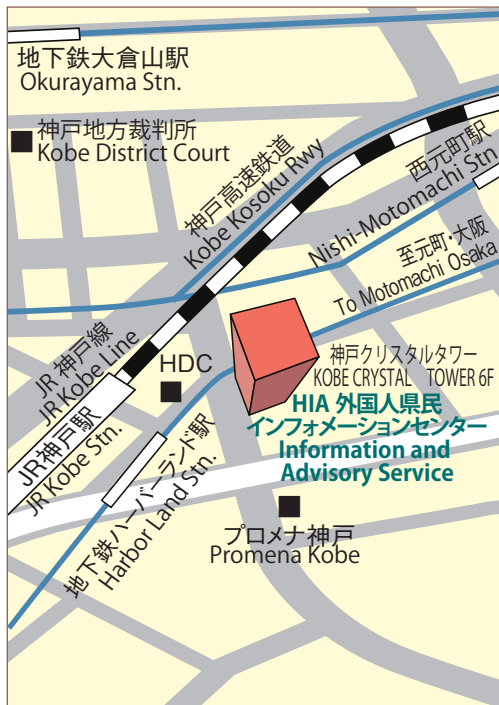 地下鉄大倉山駅
Okurayama Stn.
神戸地方裁判所
Kobe District Court
神戸高速鉄道
Kobe Kosoku Rwy
西元町駅
Nishi-Motomachi Stn.
至元町・大阪
To Motomachi Osaka
JR 神戸線
JR Kobe Line
HDC
神戸クリスタルタワー
KOBE CRYSTAL TOWER 6F
HIA 外国人県民
インフォメーションセンター
Information and
Advisory Service
JR神戸駅
JR Kobe Stn.
地下鉄ハーバーランド駅
Harbor Land Stn.
プロメナ神戸
Promena Kobe